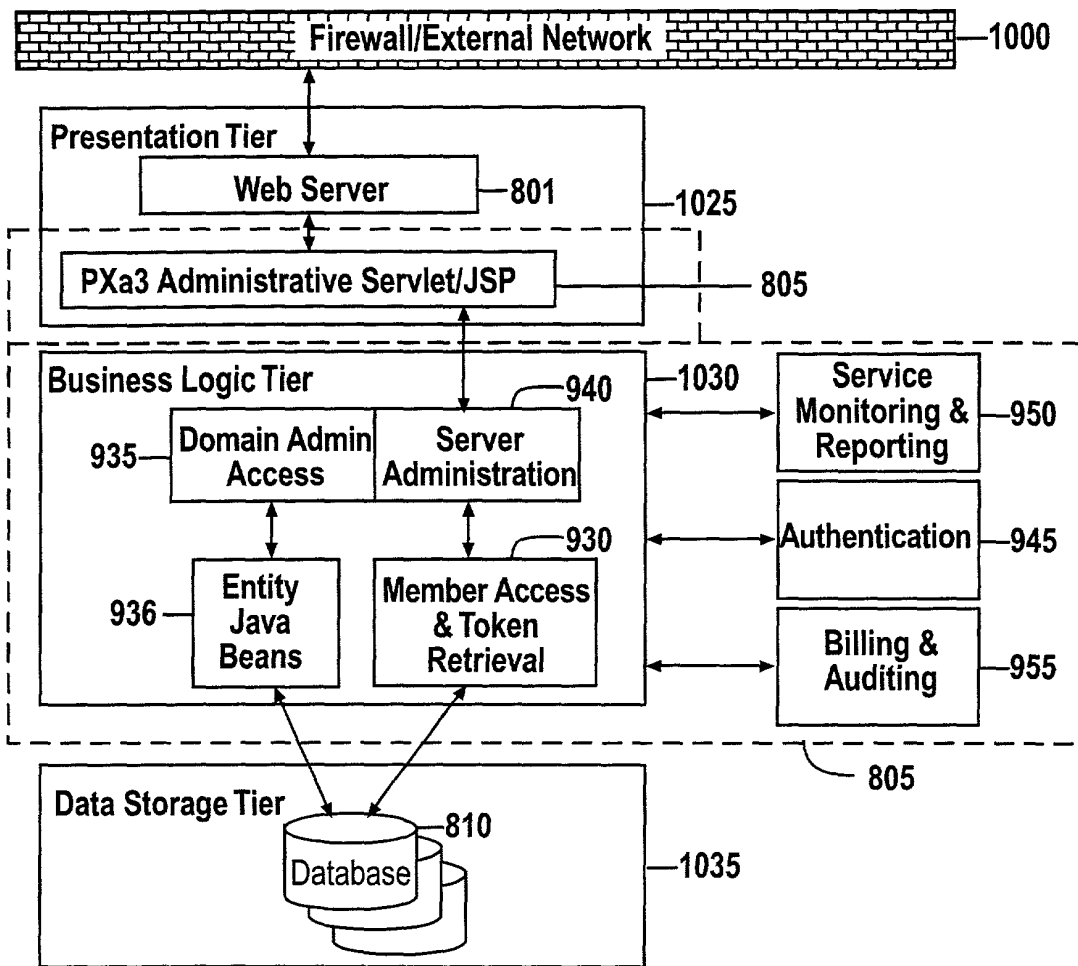 Firewall/External Network
1000
Presentation Tier
Web Server
801
1025
PXa3 Administrative Servlet/JSP
805
Business Logic Tier
1030
940
935
Domain Admin
Access
Server
Administration
Service
Monitoring &
Reporting
950
930
Authentication
945
936
Entity
Java
Beans
Member Access
& Token
Retrieval
Billing &
Auditing
955
805
Data Storage Tier
810
Database
1035